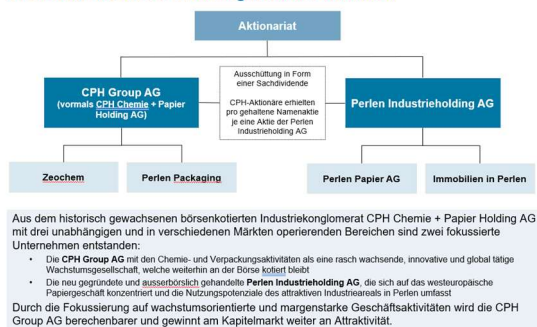 Aktionariat
CPH Group AG
(vormals CPH Chemie + Papier
Holding AG)
Ausschüttung in Form
einer Sachdividende
CPH-Aktionäre erhielten
pro gehaltene Namenaktie
je eine Aktie der Perlen
Industrieholding AG
Perlen Industrieholding AG
Zeochem
Perlen Packaging
Perlen Papier AG
Immobilien in Perlen
Aus dem historisch gewachsenen börsenkotierten Industriekonglomerat CPH Chemie + Papier Holding AG
mit drei unabhängigen und in verschiedenen Märkten operierenden Bereichen sind zwei fokussierte
Unternehmen entstanden:
• Die CPH Group AG mit den Chemie- und Verpackungsaktivitäten als eine rasch wachsende, innovative und global tätige
Wachstumsgesellschaft, welche weiterhin an der Börse kotiert bleibt
• Die neu gegründete und ausserbörslich gehandelte Perlen Industrieholding AG, die sich auf das westeuropäische
Papiergeschäft konzentriert und die Nutzungspotenziale des attraktiven Industrieareals in Perlen umfasst
Durch die Fokussierung auf wachstumsorientierte und margenstarke Geschäftsaktivitäten wird die CPH
Group AG berechenbarer und gewinnt am Kapitalmarkt weiter an Attraktivität.